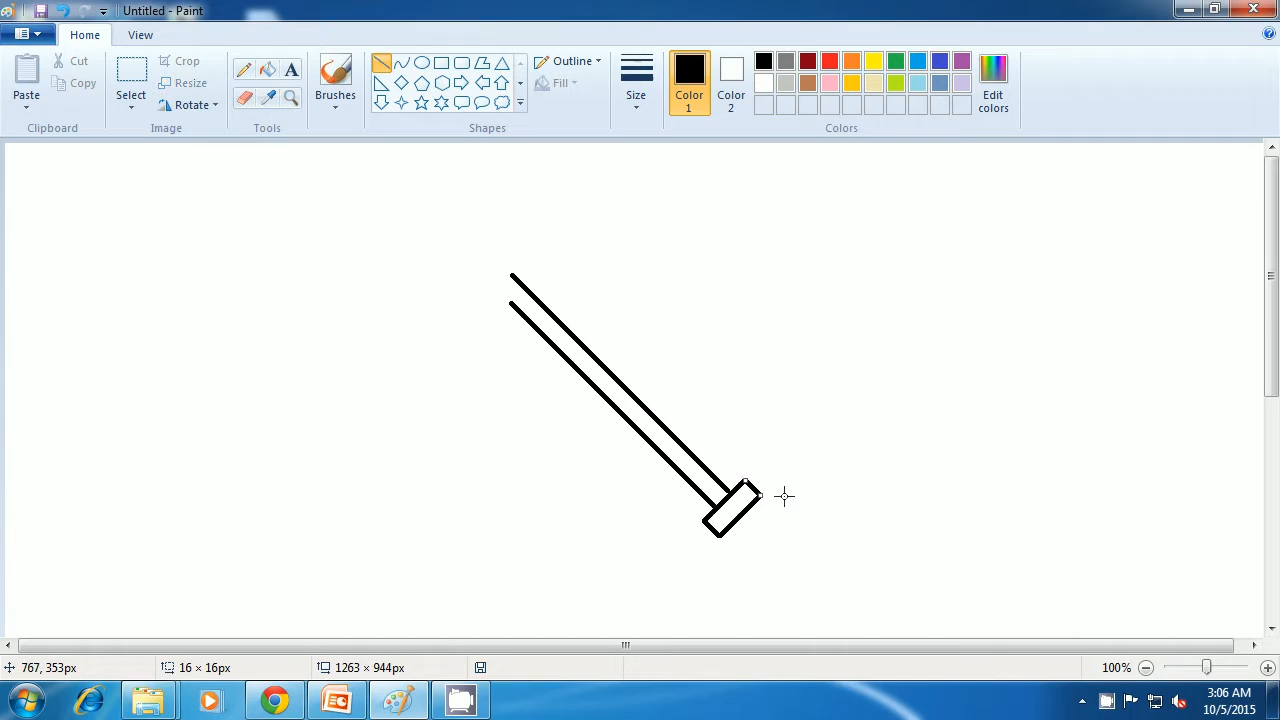 Untitled - Paint
Home View
Paste
Cut
Copy
Clipboard
Select
Crop
Resize
Rotate
Image
A
Tools
Brushes
Outline
Fill
Shapes
Size
Color 1
Color 2
Edit colors
Colors
767, 353px
16 × 16px
1263 × 944px
100%
3:06 AM
10/5/2015